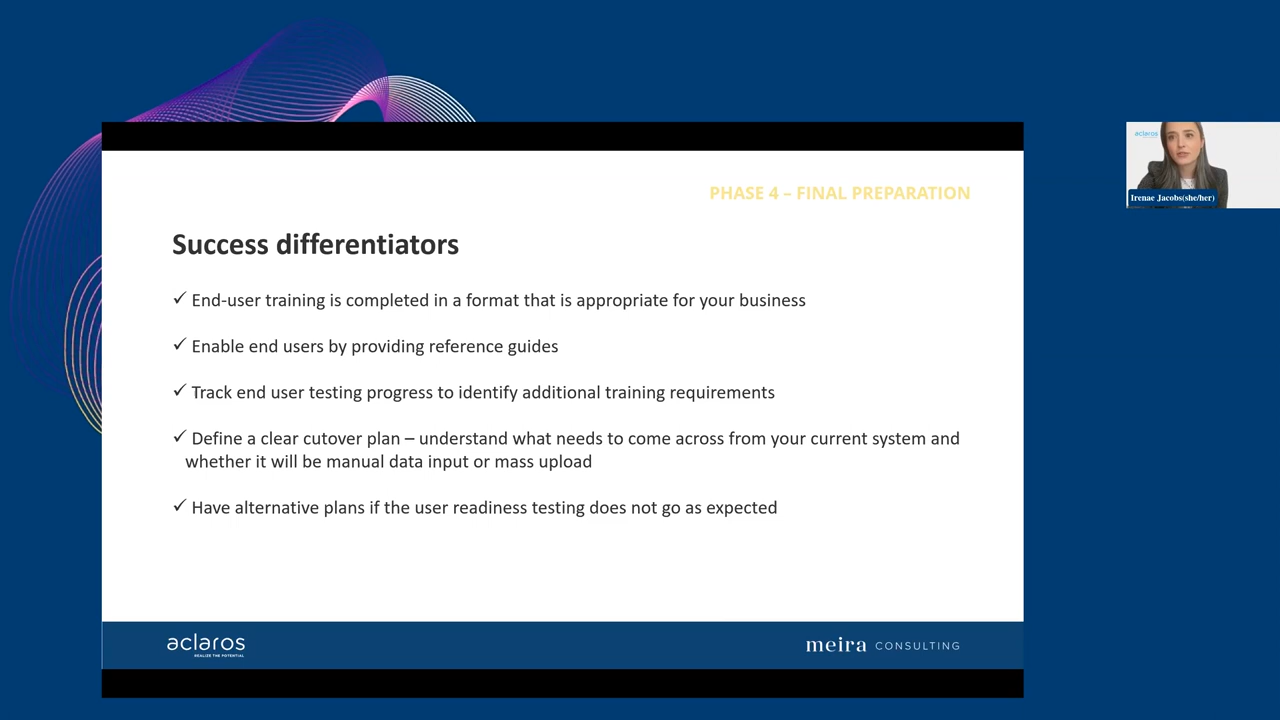 PHASE 4 – FINAL PREPARATION
Success differentiators
✓ End-user training is completed in a format that is appropriate for your business
✓ Enable end users by providing reference guides
✓ Track end user testing progress to identify additional training requirements
✓ Define a clear cutover plan – understand what needs to come across from your current system and
whether it will be manual data input or mass upload
✓ Have alternative plans if the user readiness testing does not go as expected
aclaros
REALIZE THE POTENTIAL
meira CONSULTING
aclaros
Irenae Jacobs(she/her)